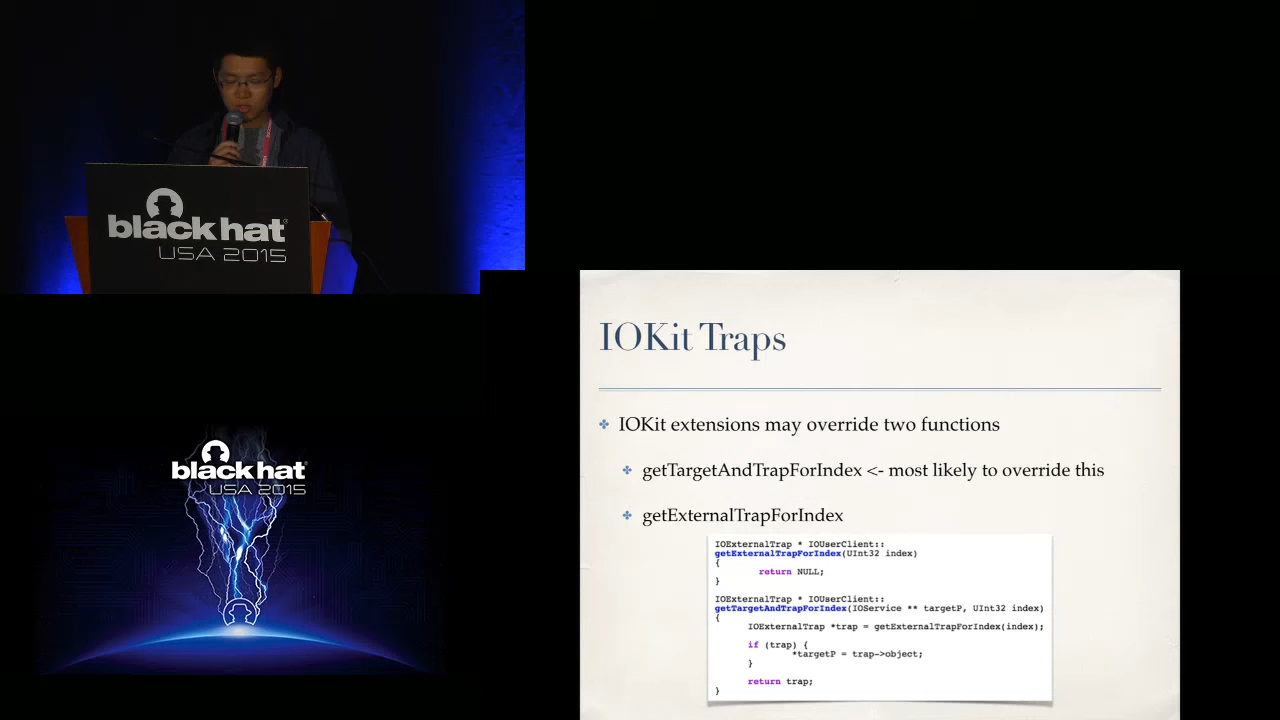 black hat
USA 2015
IOKit Traps
IOKit extensions may override two functions
getTargetAndTrapForIndex <- most likely to override this
getExternalTrapForIndex
IOExternalTrap * IOUserClient::
getExternalTrapForIndex(UInt32 index)
{
return NULL;
}
IOExternalTrap * IOUserClient::
getTargetAndTrapForIndex(IOService ** targetP, UInt32 index)
{
IOExternalTrap *trap = getExternalTrapForIndex(index);
if (trap) {
*targetP = trap->object;
}
return trap;
}
black hat
USA 2015